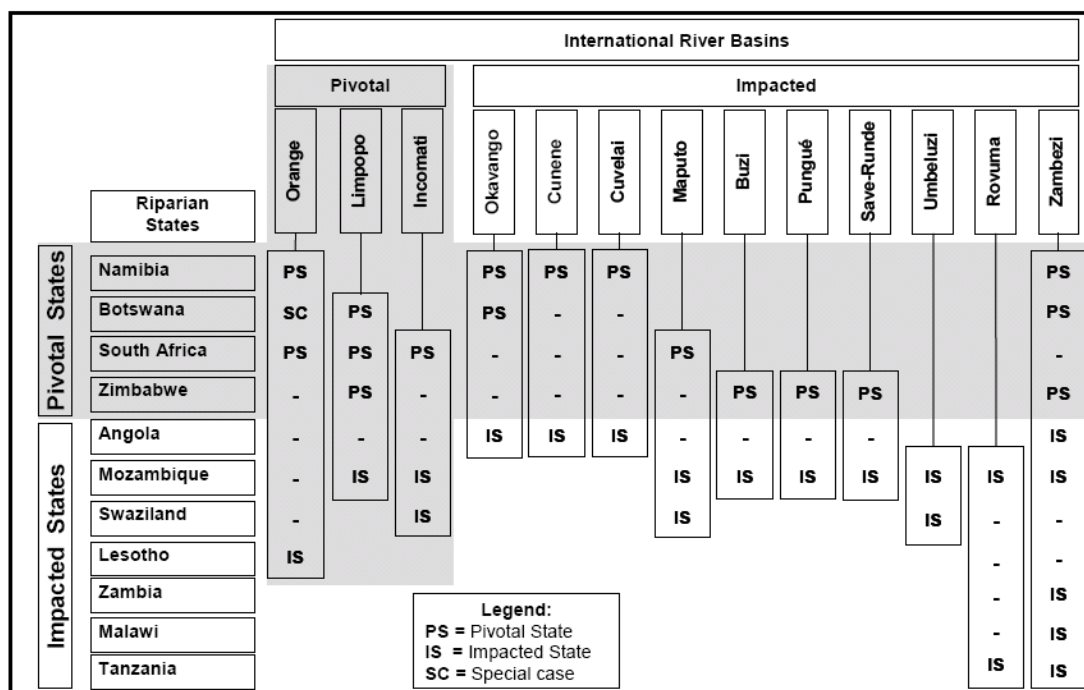 International River Basins
Pivotal
Impacted
Orange
Limpopo
Incomati
Okavango
Cunene
Cuvelai
Maputo
Buzi
Pungué
Save-Runde
Umbeluzi
Rovuma
Zambezi
Riparian
States
Pivotal States
Namibia PS PS PS PS PS
Botswana SC PS PS - - PS
South Africa PS PS PS - - - PS -
Zimbabwe - PS - - - - - PS PS PS PS
Impacted States
Angola - - - IS IS IS - - - - IS
Mozambique - IS IS IS IS IS IS IS IS IS
Swaziland - IS IS IS - -
Lesotho IS - -
Zambia - IS
Malawi - IS
Tanzania IS IS
Legend:
PS = Pivotal State
IS = Impacted State
SC = Special case